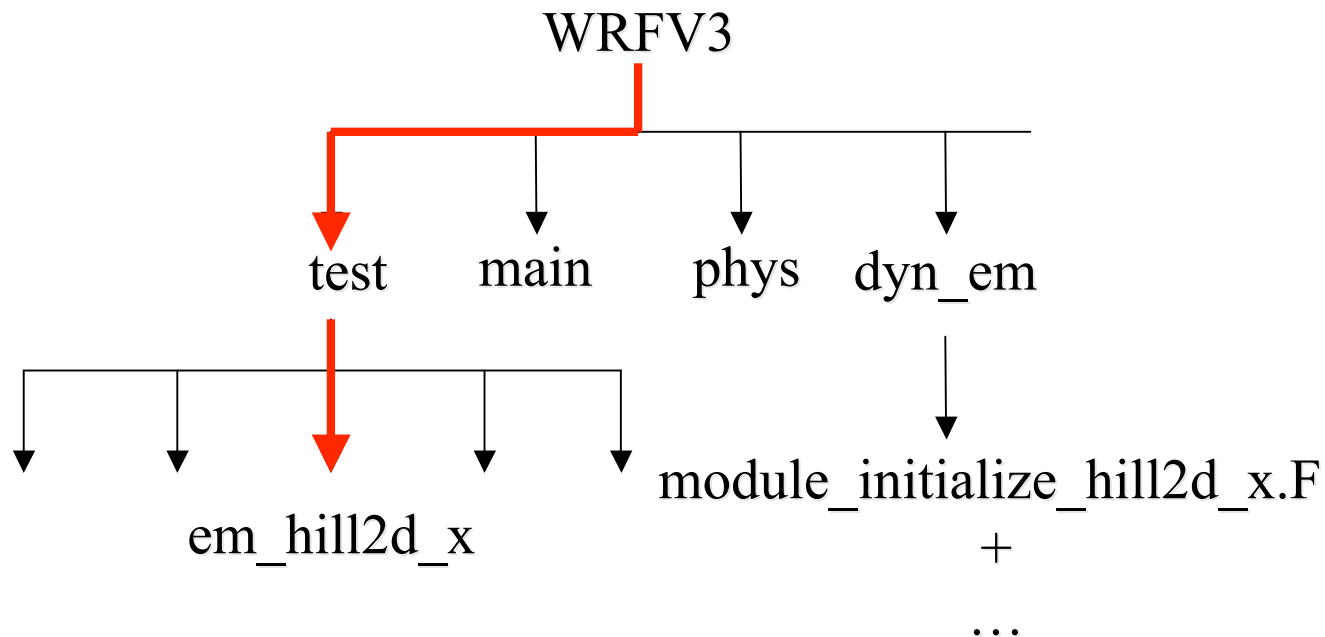 WRFV3
test main phys dyn_em
module_initialize_hill2d_x.F
em_hill2d_x
+
...